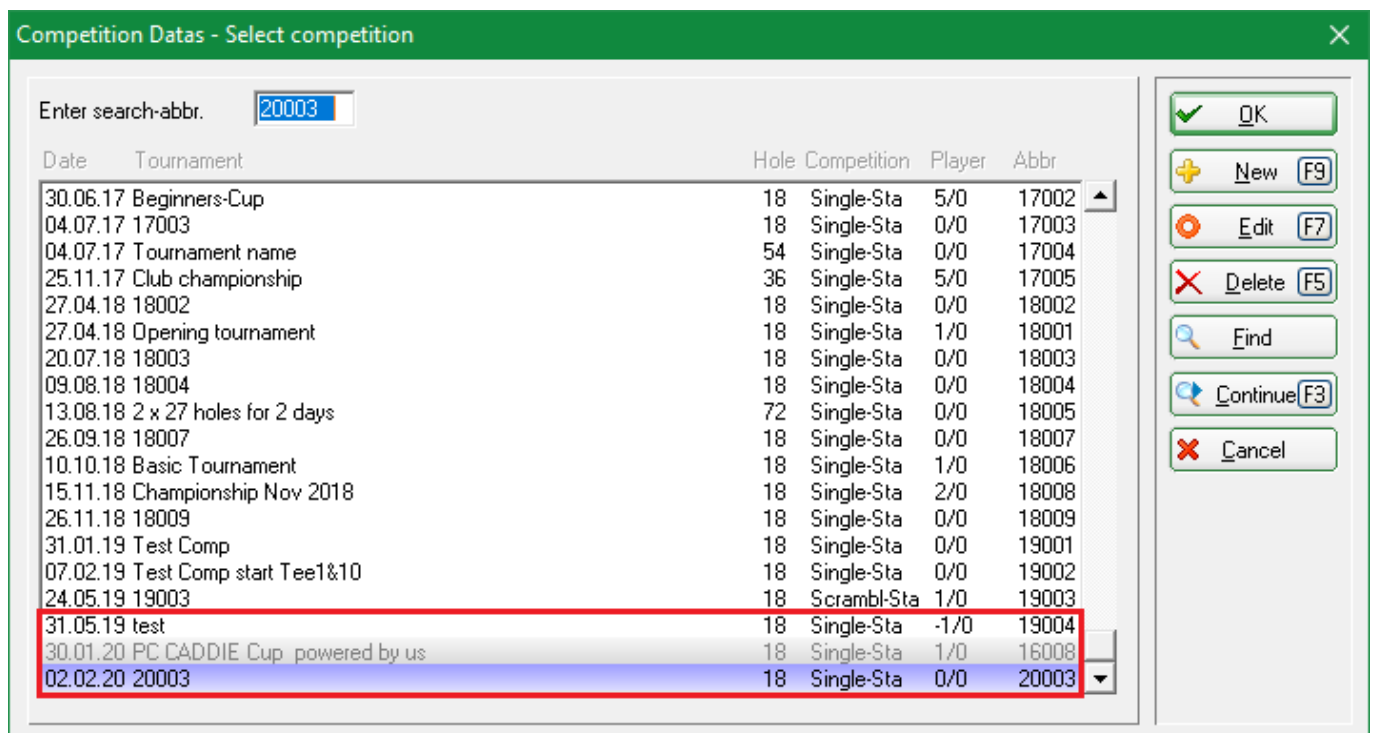 Competition Datas - Select competition
Enter search-abbr. 20003
Date Tournament Hole Competition Player Abbr
30.06.17 Beginners-Cup 18 Single-Sta 5/0 17002
04.07.17 17003 18 Single-Sta 0/0 17003
04.07.17 Tournament name 54 Single-Sta 0/0 17004
25.11.17 Club championship 36 Single-Sta 5/0 17005
27.04.18 18002 18 Single-Sta 0/0 18002
27.04.18 Opening tournament 18 Single-Sta 1/0 18001
20.07.18 18003 18 Single-Sta 0/0 18003
09.08.18 18004 18 Single-Sta 0/0 18004
13.08.18 2 x 27 holes for 2 days 72 Single-Sta 0/0 18005
26.09.18 18007 18 Single-Sta 0/0 18007
10.10.18 Basic Tournament 18 Single-Sta 1/0 18006
15.11.18 Championship Nov 2018 18 Single-Sta 2/0 18008
26.11.18 18009 18 Single-Sta 0/0 18009
31.01.19 Test Comp 18 Single-Sta 0/0 19001
07.02.19 Test Comp start Tee1&10 18 Single-Sta 0/0 19002
24.05.19 19003 18 Scrambl-Sta 1/0 19003
31.05.19 test 18 Single-Sta -1/0 19004
30.01.20 PC CADDIE Cup powered by us 18 Single-Sta 1/0 16008
02.02.20 20003 18 Single-Sta 0/0 20003
OK
New F9
Edit F7
Delete F5
Find
Continue F3
Cancel